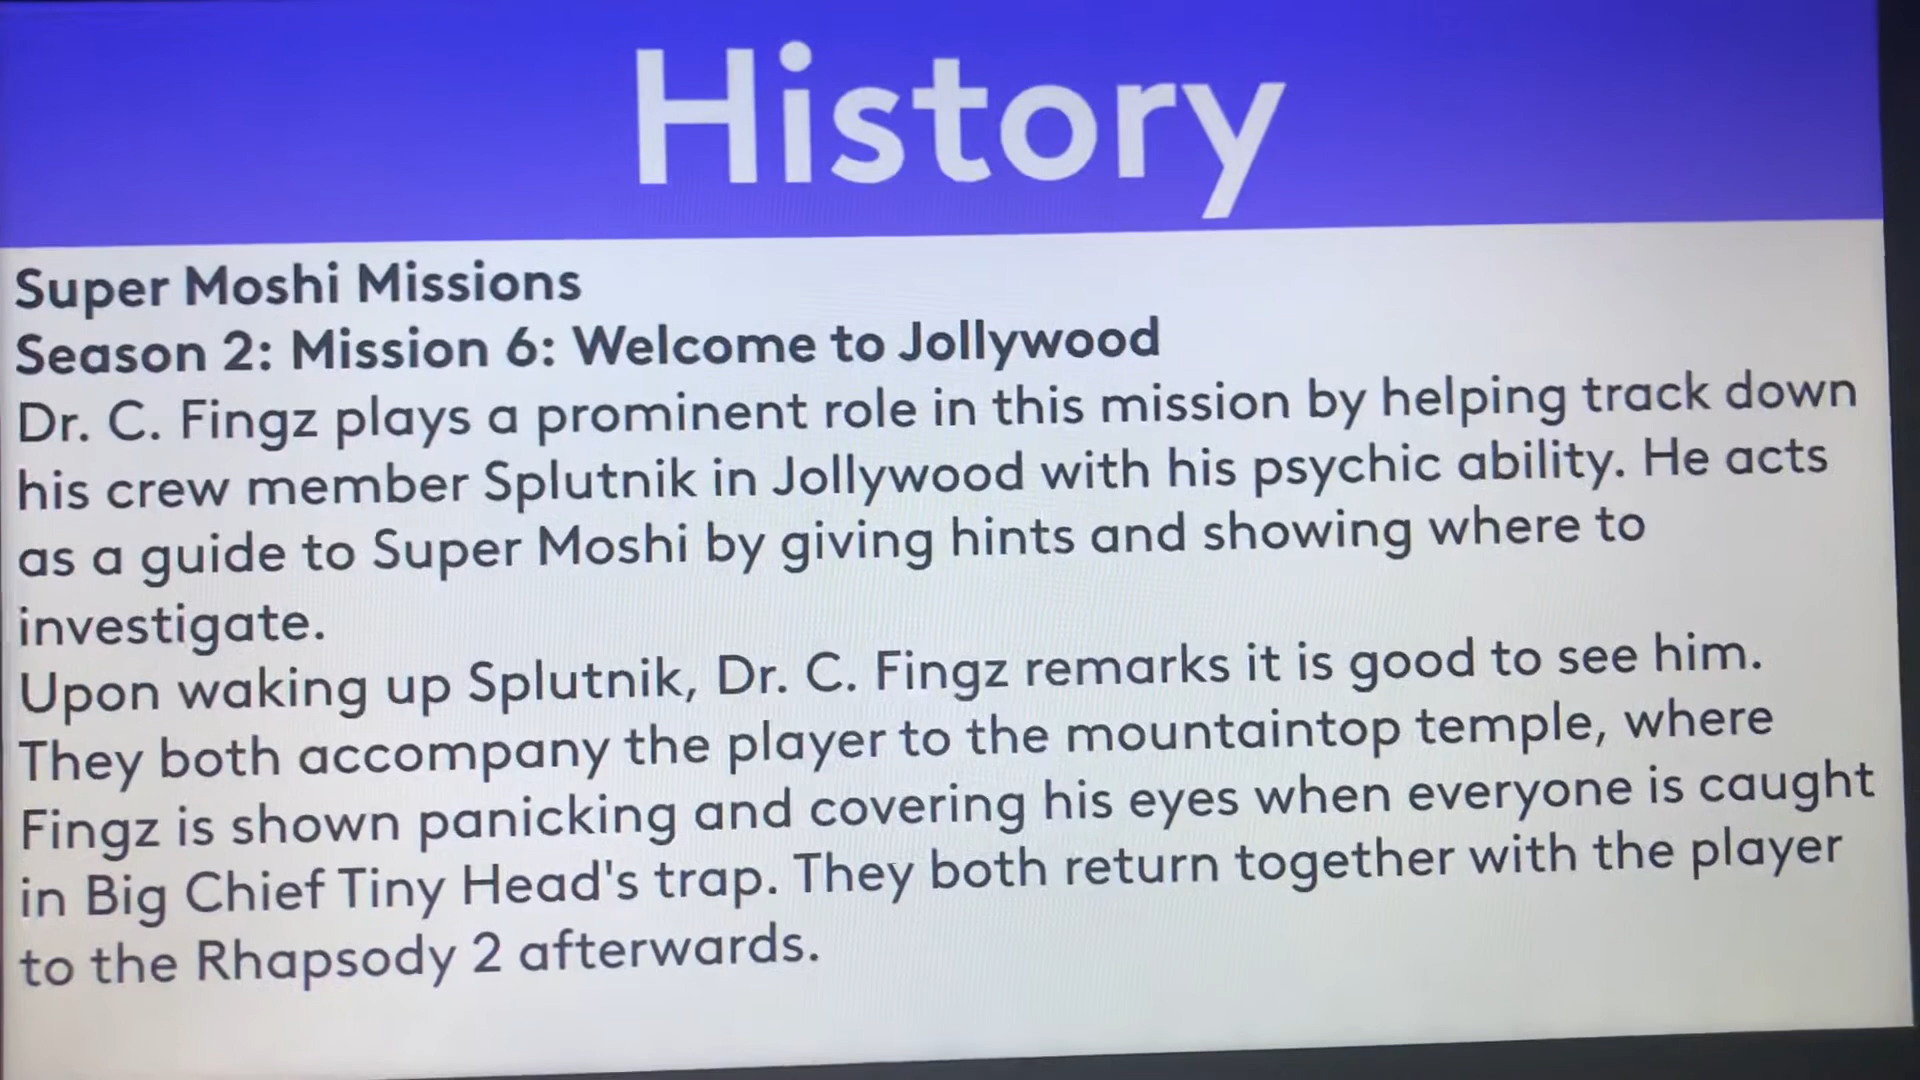 History
Super Moshi Missions
Season 2: Mission 6: Welcome to Jollywood
Dr. C. Fingz plays a prominent role in this mission by helping track down
his crew member Splutnik in Jollywood with his psychic ability. He acts
as a guide to Super Moshi by giving hints and showing where to
investigate.
Upon waking up Splutnik, Dr. C. Fingz remarks it is good to see him.
They both accompany the player to the mountaintop temple, where
Fingz is shown panicking and covering his eyes when everyone is caught
in Big Chief Tiny Head's trap. They both return together with the player
to the Rhapsody 2 afterwards.